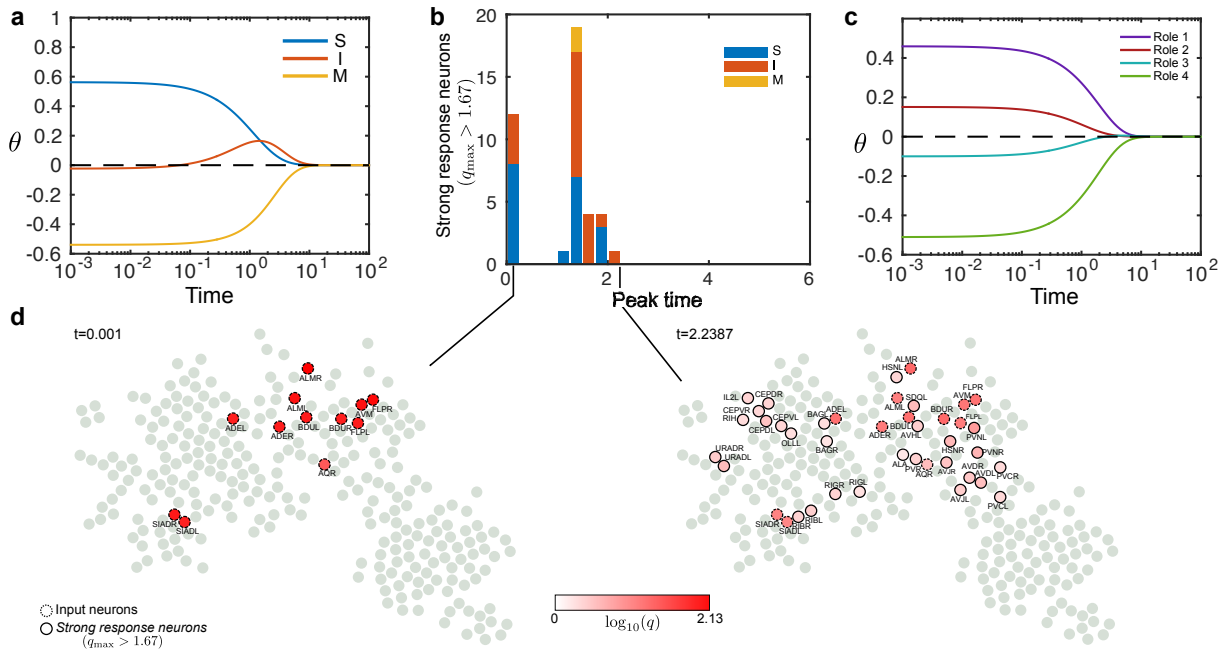 a
1
0.8
0.6
0.4
0.2
0
-0.2
-0.4
-0.6
θ
S
I
M
10^-3
10^-2
10^-1
10^0
10^1
10^2
Time
b
20
15
10
5
0
Strong response neurons
(q_max > 1.67)
S
I
M
0
2
4
6
Peak time
c
0.4
0.2
0
-0.2
-0.4
-0.6
θ
Role 1
Role 2
Role 3
Role 4
10^-3
10^-2
10^-1
10^0
10^1
10^2
Time
d
t=0.001
ALMR
ALML
AVM
FLPR
ADEL
BDUL
BDUR
FLPL
ADER
AQR
SIADR
SIADL
t=2.2387
ALMR
HSNL
FLPR
IL2L
CEPDR
AVM
ALML
SDQL
CEPVR
BAGL
ADEL
BDUR
RIH
CEPVL
FLPL
CEPDL
BDUL
OLLL
ADER
AVHL
PVNL
BAGR
HSNR
URADR
ALA
PVNR
URADL
PVR
AQR
AVJR
AVDR
AVDL
PVCR
RIGR
RIGL
AVJL
PVCL
SIADR
RIBL
RIBR
SIADL
Input neurons
Strong response neurons
(q_max > 1.67)
0
log10(q)
2.13